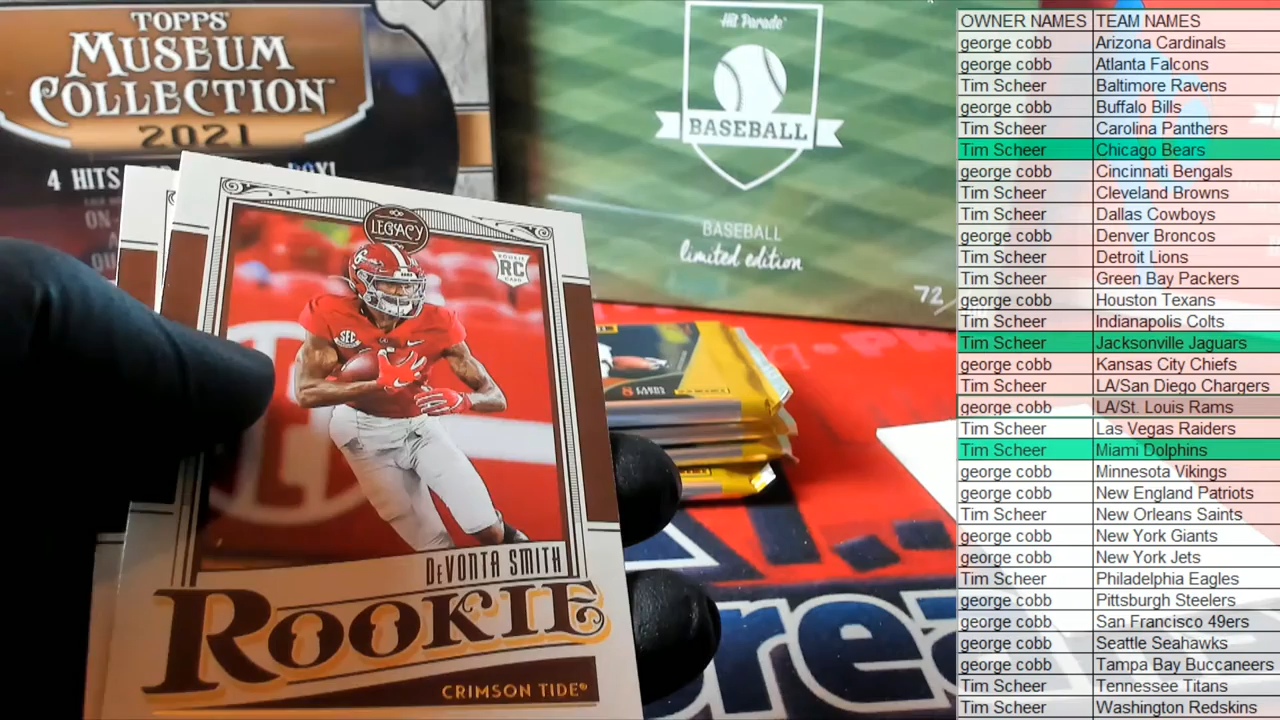 TOPPS
MUSEUM
COLLECTION™
2021
4 HITS
ON-
Hit Parade
BASEBALL
BASEBALL
limited edition
72/
LEGACY
ROOKIE
RC
CARD
SEC
DeVONTA SMITH
ROOKIE
CRIMSON TIDE®
8 CARDS
rea
OWNER NAMES TEAM NAMES
george cobb Arizona Cardinals
george cobb Atlanta Falcons
Tim Scheer Baltimore Ravens
george cobb Buffalo Bills
Tim Scheer Carolina Panthers
Tim Scheer Chicago Bears
george cobb Cincinnati Bengals
Tim Scheer Cleveland Browns
Tim Scheer Dallas Cowboys
george cobb Denver Broncos
Tim Scheer Detroit Lions
Tim Scheer Green Bay Packers
george cobb Houston Texans
Tim Scheer Indianapolis Colts
Tim Scheer Jacksonville Jaguars
george cobb Kansas City Chiefs
Tim Scheer LA/San Diego Chargers
george cobb LA/St. Louis Rams
Tim Scheer Las Vegas Raiders
Tim Scheer Miami Dolphins
george cobb Minnesota Vikings
george cobb New England Patriots
Tim Scheer New Orleans Saints
george cobb New York Giants
george cobb New York Jets
Tim Scheer Philadelphia Eagles
george cobb Pittsburgh Steelers
george cobb San Francisco 49ers
george cobb Seattle Seahawks
george cobb Tampa Bay Buccaneers
Tim Scheer Tennessee Titans
Tim Scheer Washington Redskins